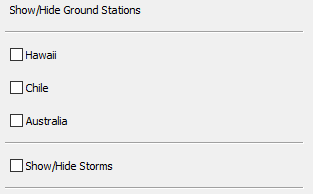 Show/Hide Ground Stations
Hawaii
Chile
Australia
Show/Hide Storms